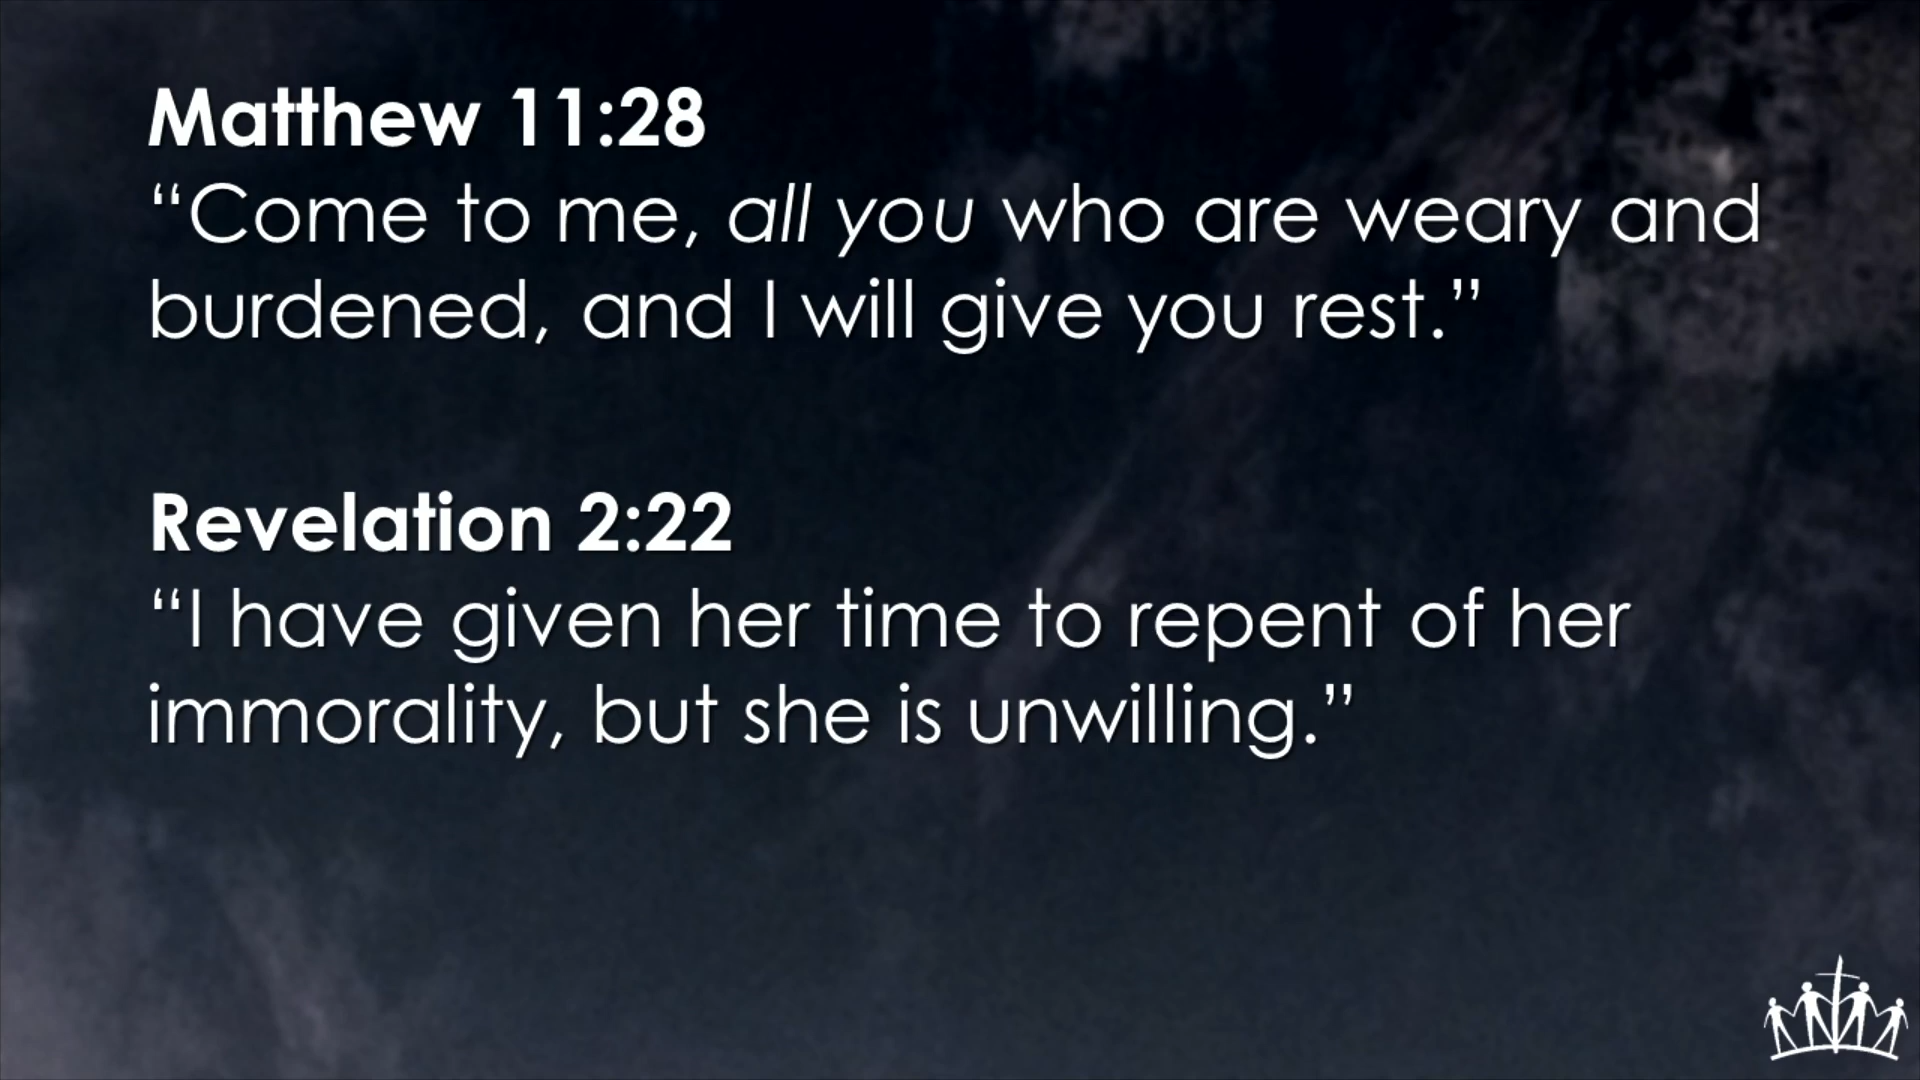 Matthew 11:28
“Come to me, all you who are weary and
burdened, and I will give you rest.”
Revelation 2:22
“I have given her time to repent of her
immorality, but she is unwilling.”